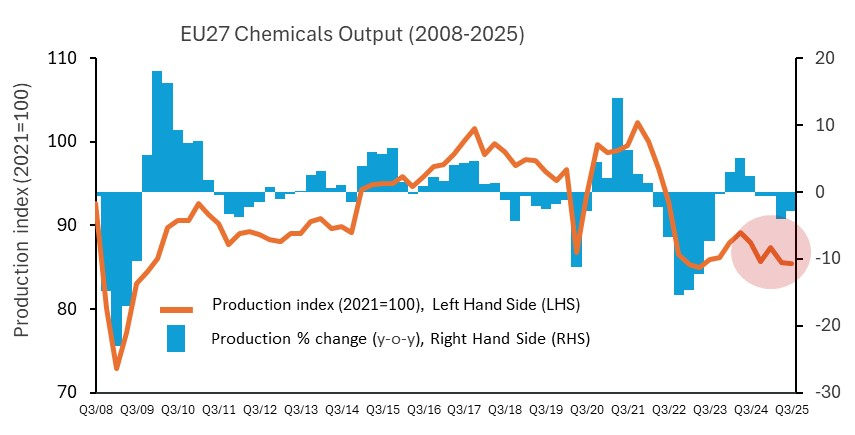 EU27 Chemicals Output (2008-2025)
Production index (2021=100)
110
100
90
80
70
20
10
0
-10
-20
-30
Production index (2021=100), Left Hand Side (LHS)
Production % change (y-o-y), Right Hand Side (RHS)
Q3/08 Q3/09 Q3/10 Q3/11 Q3/12 Q3/13 Q3/14 Q3/15 Q3/16 Q3/17 Q3/18 Q3/19 Q3/20 Q3/21 Q3/22 Q3/23 Q3/24 Q3/25